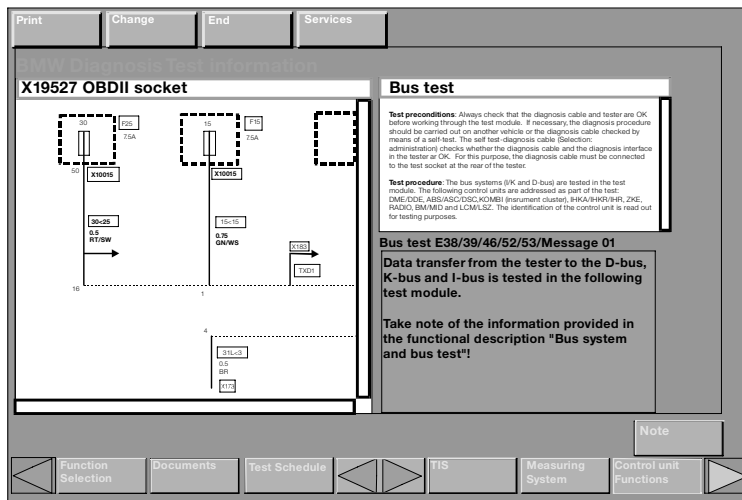 Print
Change
End
Services
BMW Diagnosis Test information
X19527 OBDII socket
30
F25
7.5A
15
F15
7.5A
50
X10015
X10015
30<25
0.5
RT/SW
15<15
0.75
GN/WS
X183
TXD1
16
1
4
31L<3
0.5
BR
X173
Bus test
Test preconditions: Always check that the diagnosis cable and tester are OK
before working through the test module. If necessary, the diagnosis procedure
should be carried out on another vehicle or the diagnosis cable checked by
means of a self-test. The self test-diagnosis cable (Selection:
administration) checks whether the diagnosis cable and the diagnosis interface
in the tester ar OK. For this purpose, the diagnosis cable must be connected
to the test socket at the rear of the tester.
Test procedure: The bus systems (I/K and D-bus) are tested in the test
module. The following control units are addressed as part of the test:
DME/DDE, ABS/ASC/DSC,KOMBI (insrument cluster), IHKA/IHKR/IHR, ZKE,
RADIO, BM/MID and LCM/LSZ. The identification of the control unit is read out
for testing purposes.
Bus test E38/39/46/52/53/Message 01
Data transfer from the tester to the D-bus,
K-bus and I-bus is tested in the following
test module.
Take note of the information provided in
the functional description "Bus system
and bus test"!
Note
Function
Selection
Documents
Test Schedule
TIS
Measuring
System
Control unit
Functions